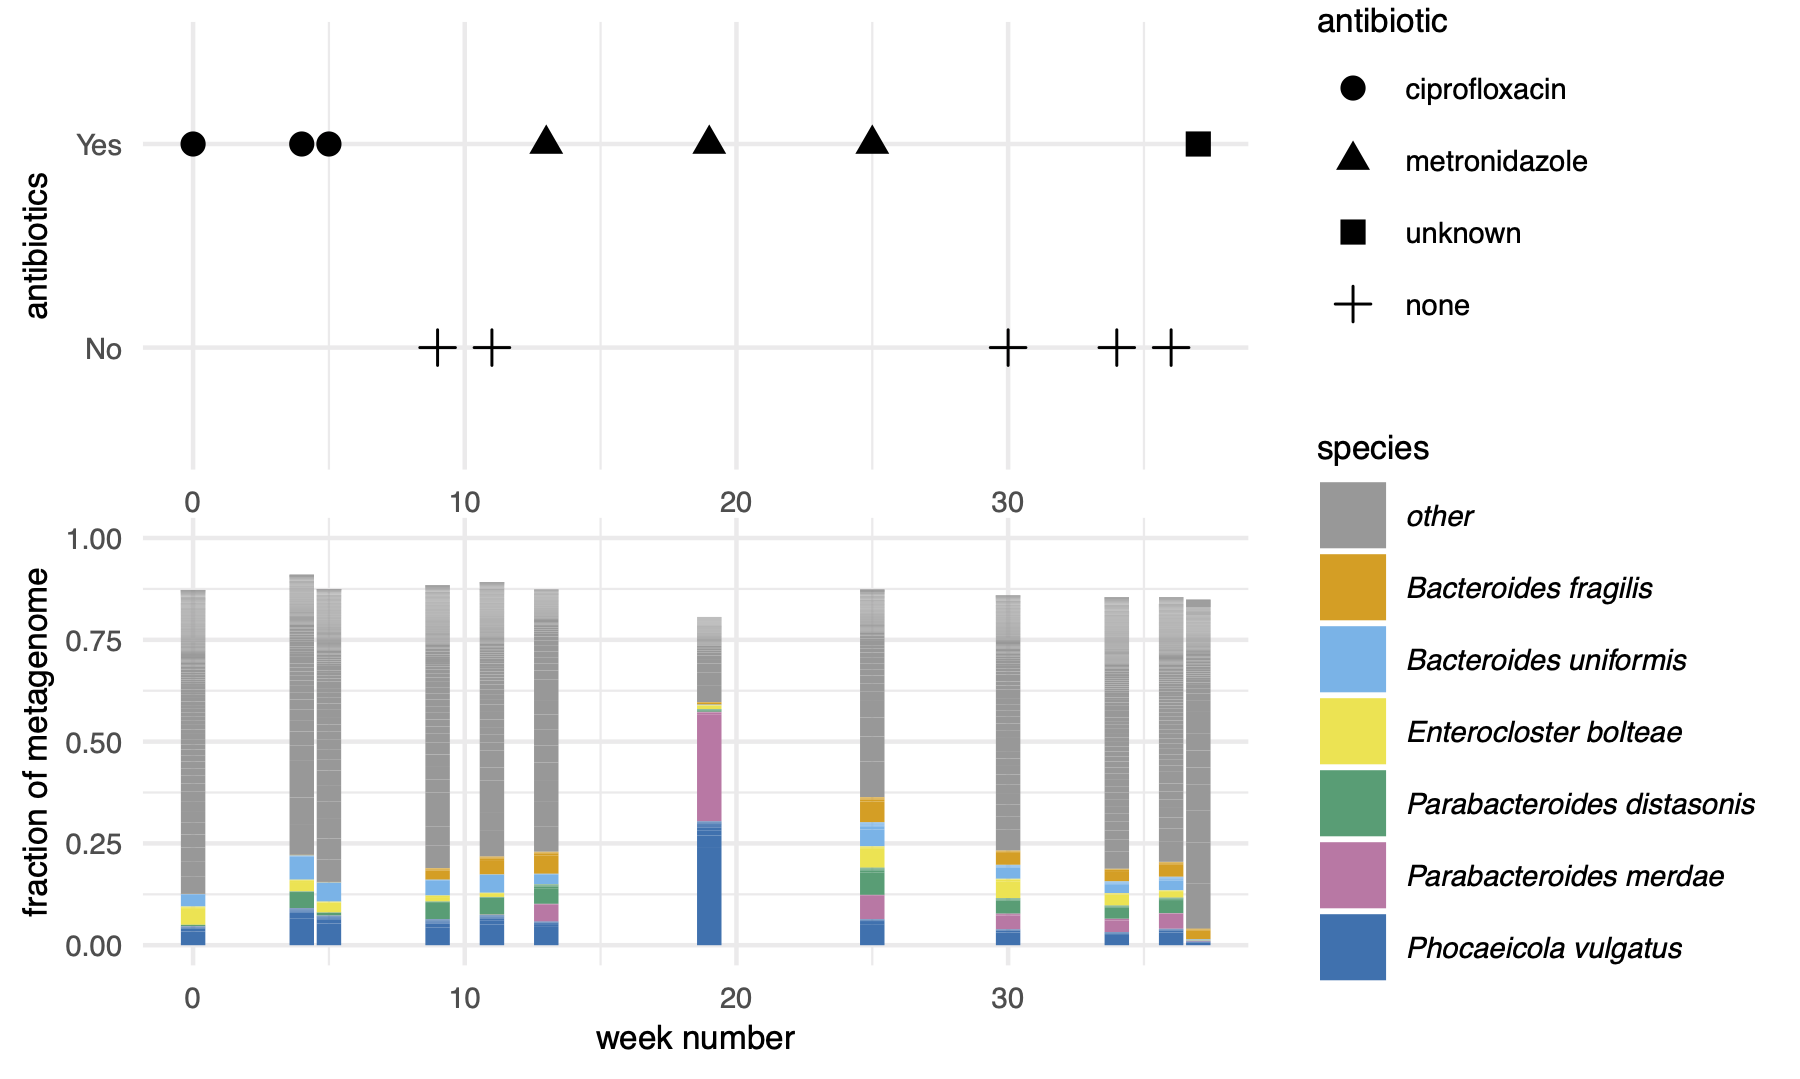 antibiotics
Yes
No
0 10 20 30
antibiotic
ciprofloxacin
metronidazole
unknown
none
fraction of metagenome
1.00
0.75
0.50
0.25
0.00
0 10 20 30
week number
species
other
Bacteroides fragilis
Bacteroides uniformis
Enterocloster bolteae
Parabacteroides distasonis
Parabacteroides merdae
Phocaeicola vulgatus